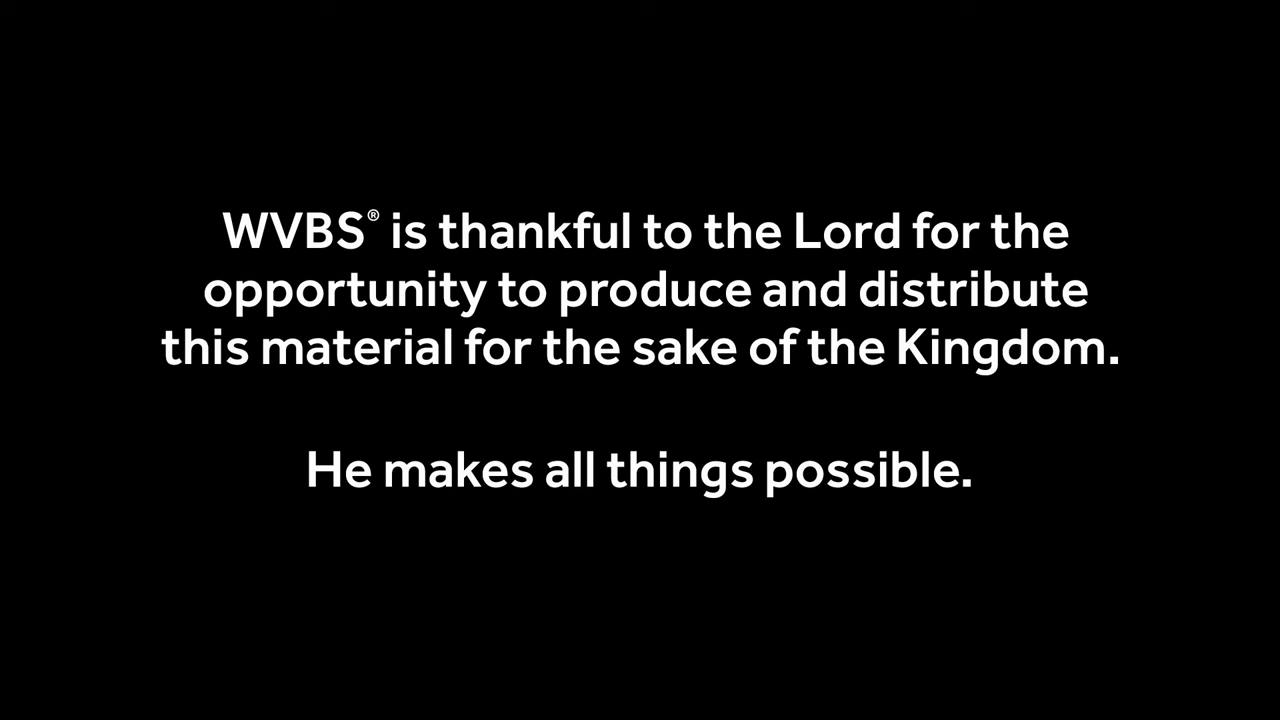 WVBS® is thankful to the Lord for the
opportunity to produce and distribute
this material for the sake of the Kingdom.
He makes all things possible.